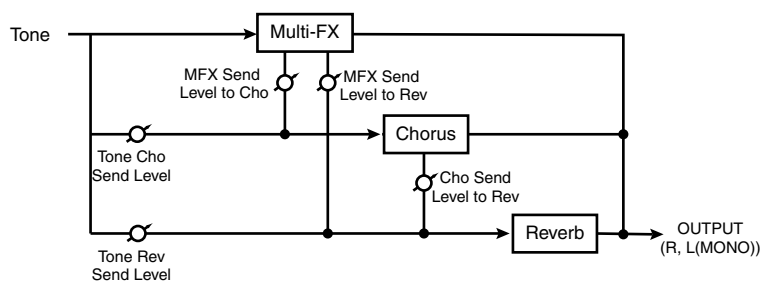 Tone
Multi-FX
MFX Send
Level to Cho
MFX Send
Level to Rev
Chorus
Tone Cho
Send Level
Cho Send
Level to Rev
Reverb
OUTPUT
(R, L(MONO))
Tone Rev
Send Level